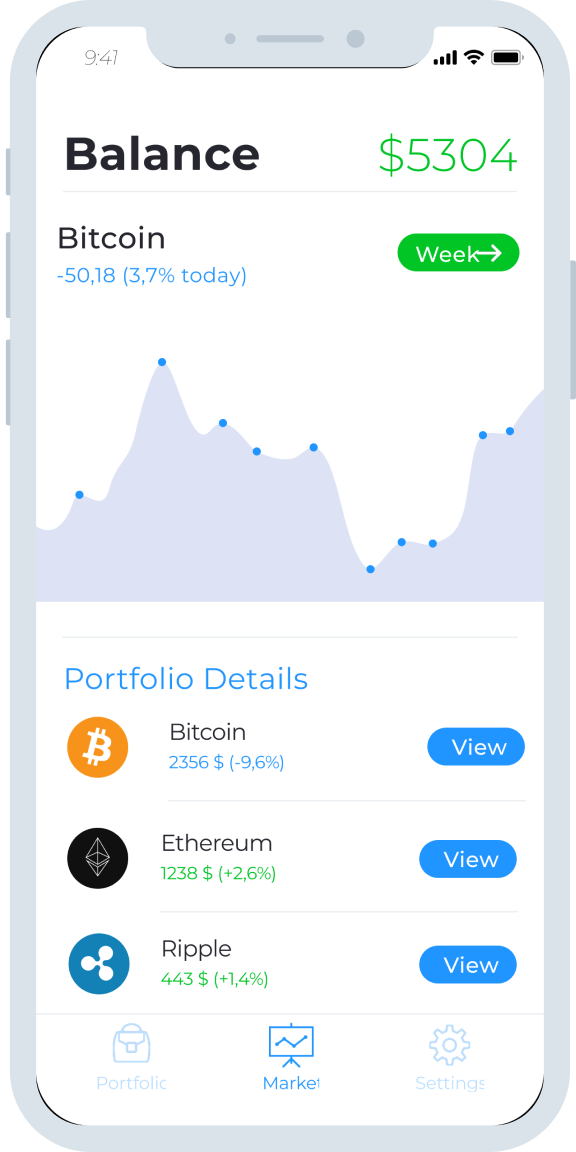 9:41
Balance
$5304
Bitcoin
-50,18 (3,7% today)
Week
Portfolio Details
Bitcoin
2356 $ (-9,6%)
View
Ethereum
1238 $ (+2,6%)
View
Ripple
443 $ (+1,4%)
View
Portfolio
Market
Settings